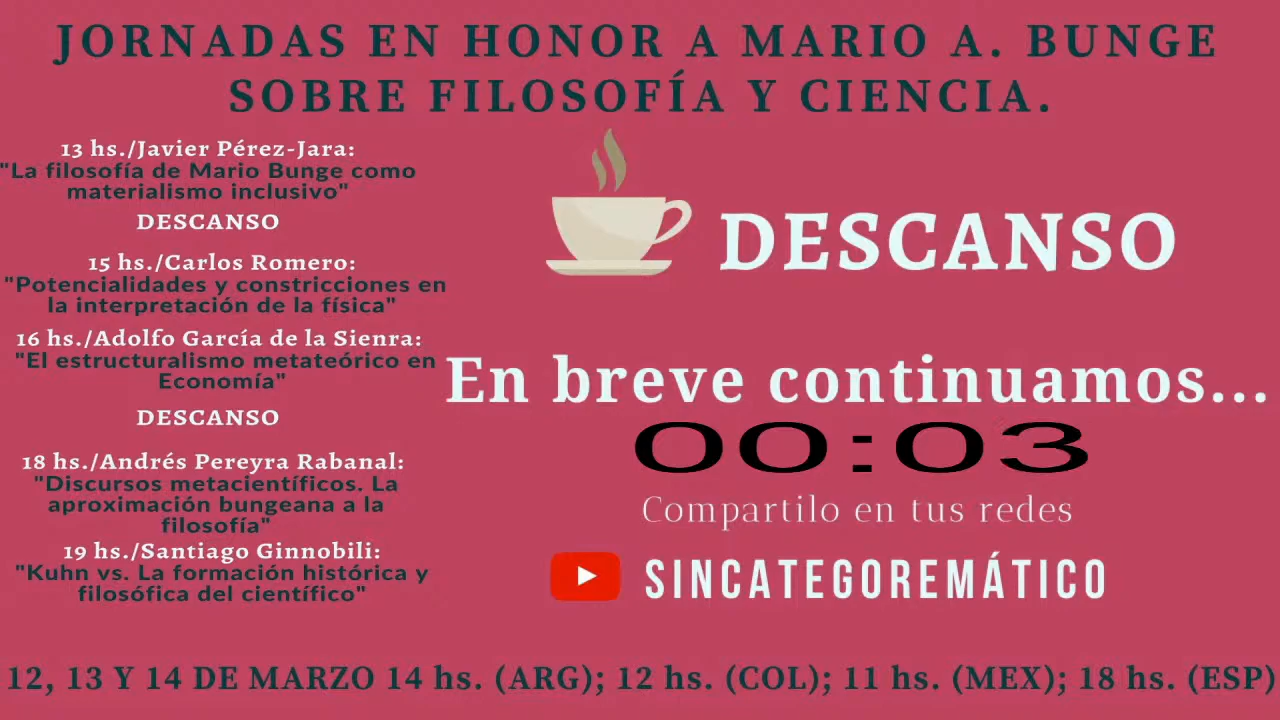 JORNADAS EN HONOR A MARIO A. BUNGE
SOBRE FILOSOFÍA Y CIENCIA.
13 hs./Javier Pérez-Jara:
"La filosofía de Mario Bunge como
materialismo inclusivo"
DESCANSO
15 hs./Carlos Romero:
"Potencialidades y constricciones en
la interpretación de la física"
16 hs./Adolfo García de la Sienra:
"El estructuralismo metateórico en
Economía"
DESCANSO
18 hs./Andrés Pereyra Rabanal:
"Discursos metacientíficos. La
aproximación bungeana a la
filosofía"
19 hs./Santiago Ginnobili:
"Kuhn vs. La formación histórica y
filosófica del científico"
DESCANSO
En breve continuamos...
00:03
Compartilo en tus redes
SINCATEGOREMÁTICO
12, 13 Y 14 DE MARZO 14 hs. (ARG); 12 hs. (COL); 11 hs. (MEX); 18 hs. (ESP)